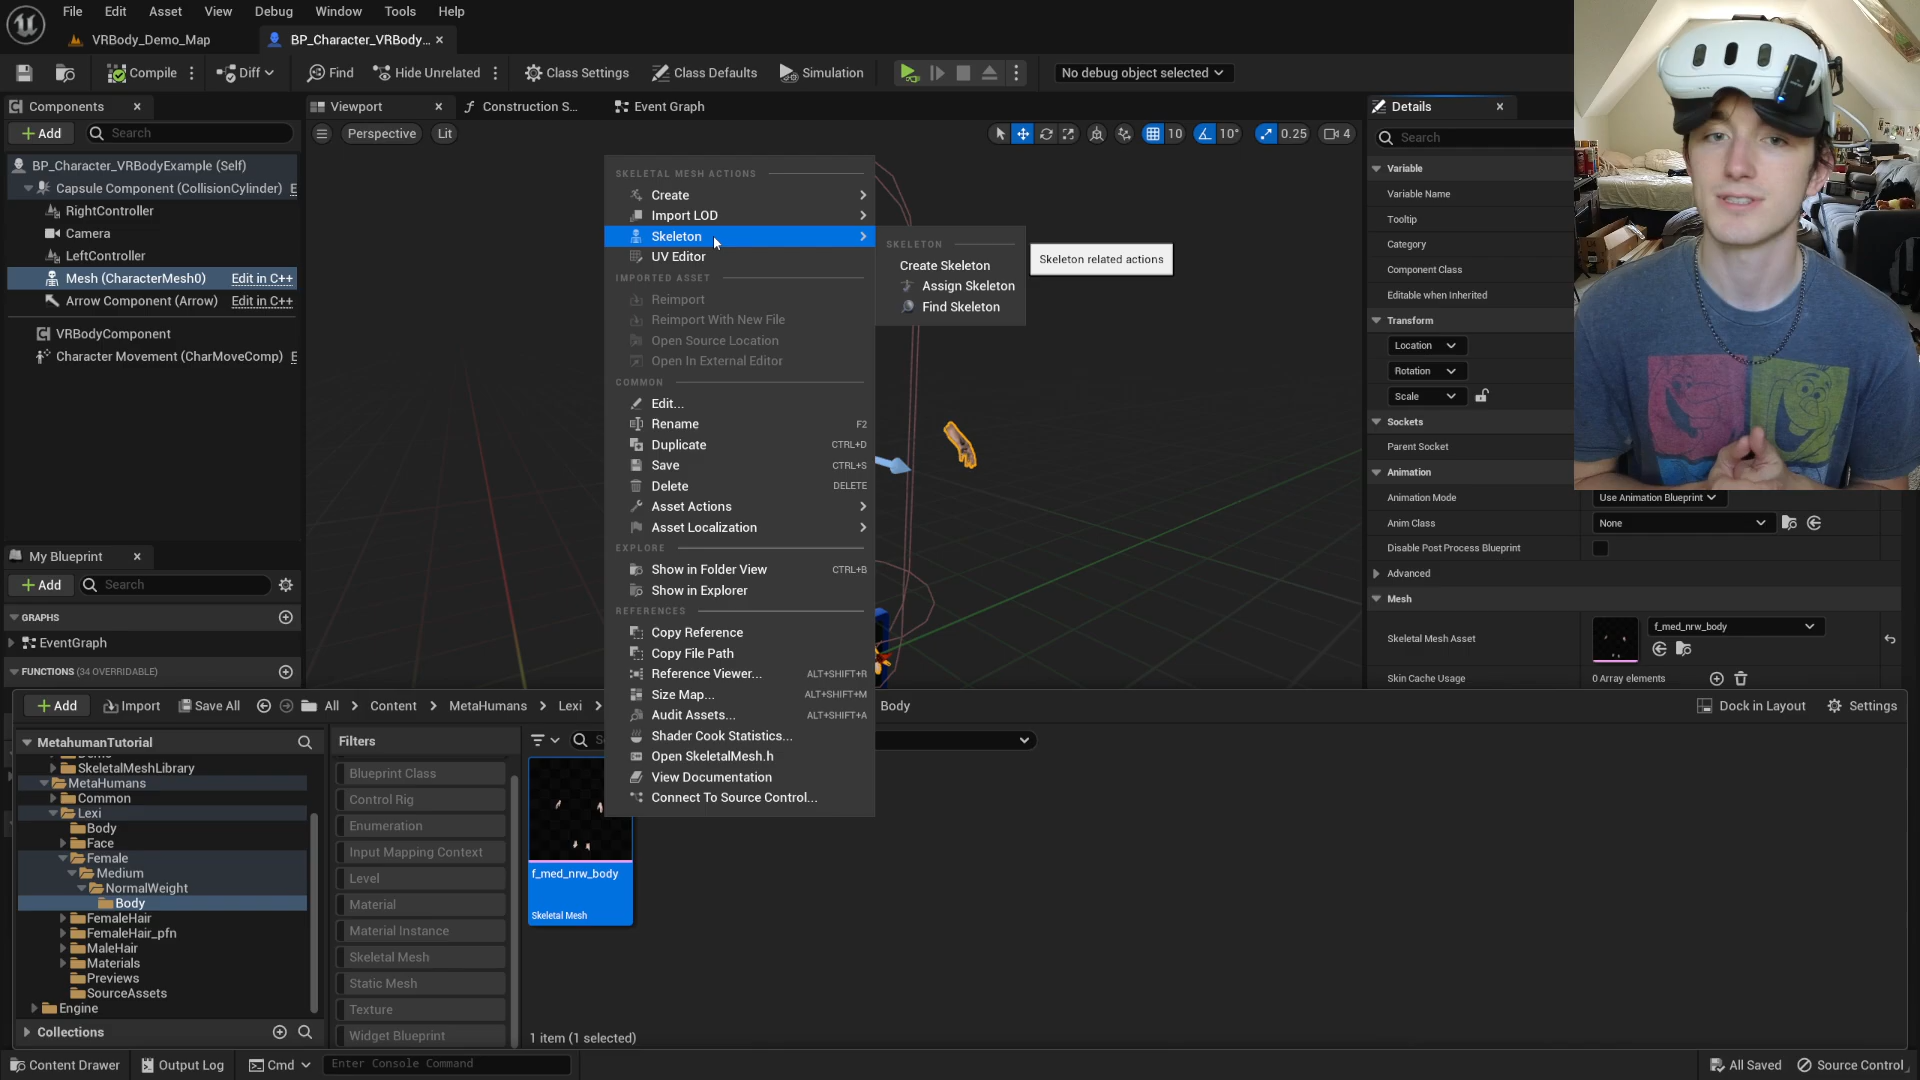 File Edit Asset View Debug Window Tools Help
VRBody_Demo_Map BP_Character_VRBody...
Compile Diff Find Hide Unrelated Class Settings Class Defaults Simulation No debug object selected
Components Viewport Construction S... Event Graph Details
Add Search Perspective Lit 10 10° 0.25 4 Search
BP_Character_VRBodyExample (Self)
Capsule Component (CollisionCylinder) E
RightController
Camera
LeftController
Mesh (CharacterMesh0) Edit in C++
Arrow Component (Arrow) Edit in C++
VRBodyComponent
Character Movement (CharMoveComp) E
My Blueprint
Add Search
GRAPHS
EventGraph
FUNCTIONS (34 OVERRIDABLE)
SKELETAL MESH ACTIONS
Create
Import LOD
Skeleton
UV Editor
IMPORTED ASSET
Reimport
Reimport With New File
Open Source Location
Open In External Editor
COMMON
Edit...
Rename F2
Duplicate CTRL+D
Save CTRL+S
Delete DELETE
Asset Actions
Asset Localization
EXPLORE
Show in Folder View CTRL+B
Show in Explorer
REFERENCES
Copy Reference
Copy File Path
Reference Viewer... ALT+SHIFT+R
Size Map... ALT+SHIFT+M
Audit Assets... ALT+SHIFT+A
Shader Cook Statistics...
Open SkeletalMesh.h
View Documentation
Connect To Source Control...
SKELETON
Create Skeleton
Assign Skeleton
Find Skeleton
Skeleton related actions
Variable
Variable Name
Tooltip
Category
Component Class
Editable when Inherited
Transform
Location
Rotation
Scale
Sockets
Parent Socket
Animation
Animation Mode Use Animation Blueprint
Anim Class None
Disable Post Process Blueprint
Advanced
Mesh
Skeletal Mesh Asset f_med_nrw_body
Skin Cache Usage 0 Array elements
Add Import Save All All Content MetaHumans Lexi Body Dock in Layout Settings
MetahumanTutorial
SkeletalMeshLibrary
MetaHumans
Common
Lexi
Body
Face
Female
Medium
NormalWeight
Body
FemaleHair
FemaleHair_pfn
MaleHair
Materials
Previews
SourceAssets
Engine
Collections
Filters
Blueprint Class
Control Rig
Enumeration
Input Mapping Context
Level
Material
Material Instance
Skeletal Mesh
Static Mesh
Texture
Widget Blueprint
f_med_nrw_body
Skeletal Mesh
1 item (1 selected)
Content Drawer Output Log Cmd Enter Console Command All Saved Source Control